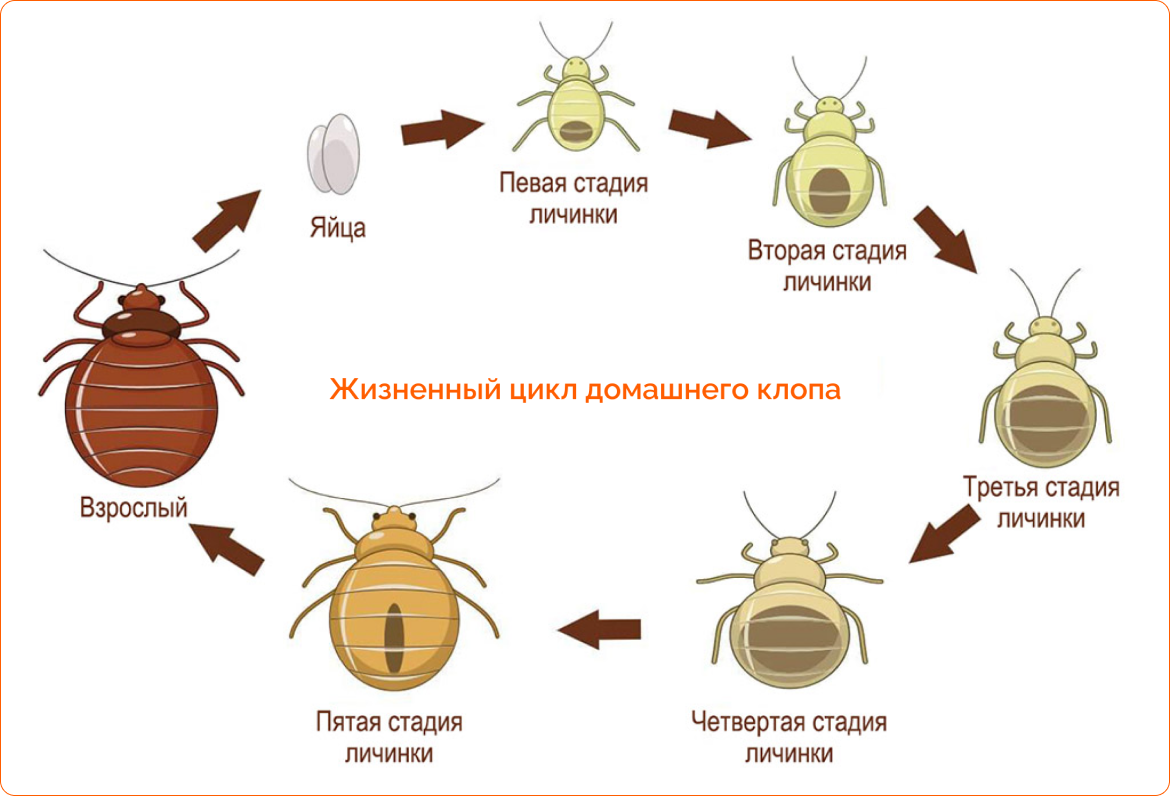 Яйца
Певая стадия
личинки
Вторая стадия
личинки
Третья стадия
личинки
Четвертая стадия
личинки
Пятая стадия
личинки
Взрослый
Жизненный цикл домашнего клопа